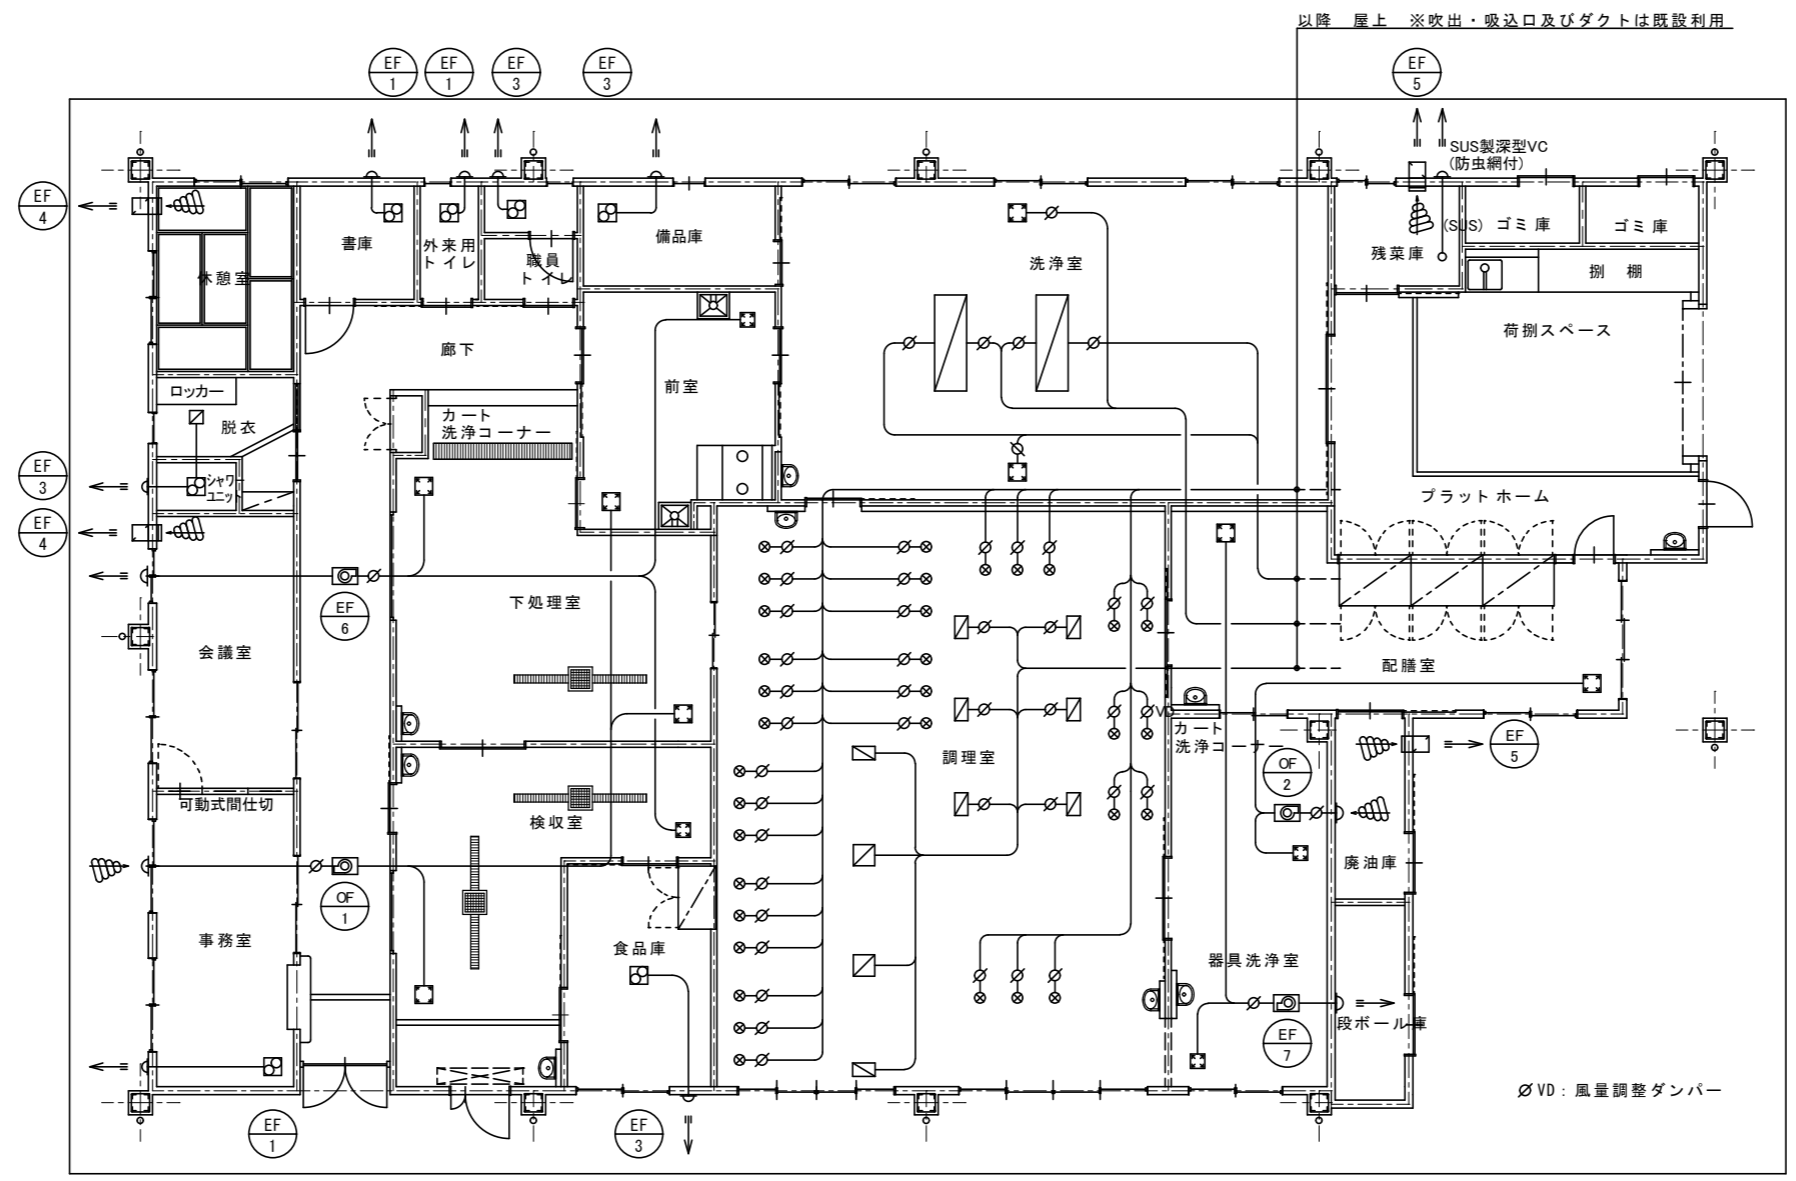 以降 屋上 ※吹出・吸込口及びダクトは既設利用
EF
1
EF
1
EF
3
EF
3
EF
5
SUS製深型VC
(防虫網付)
EF
4
(SUS)
ゴミ庫
ゴミ庫
書庫
外来用
トイレ
職員
トイレ
備品庫
洗浄室
残菜庫
捌 棚
休憩室
荷捌スペース
廊下
前室
ロッカー
脱衣
カート
洗浄コーナー
EF
3
シャワー
ユニット
プラットホーム
EF
4
EF
6
下処理室
会議室
配膳室
VD
カート
洗浄コーナー
EF
5
調理室
OF
2
可動式間仕切
検収室
廃油庫
OF
1
事務室
食品庫
器具洗浄室
段ボール庫
EF
7
VD：風量調整ダンパー
EF
1
EF
3